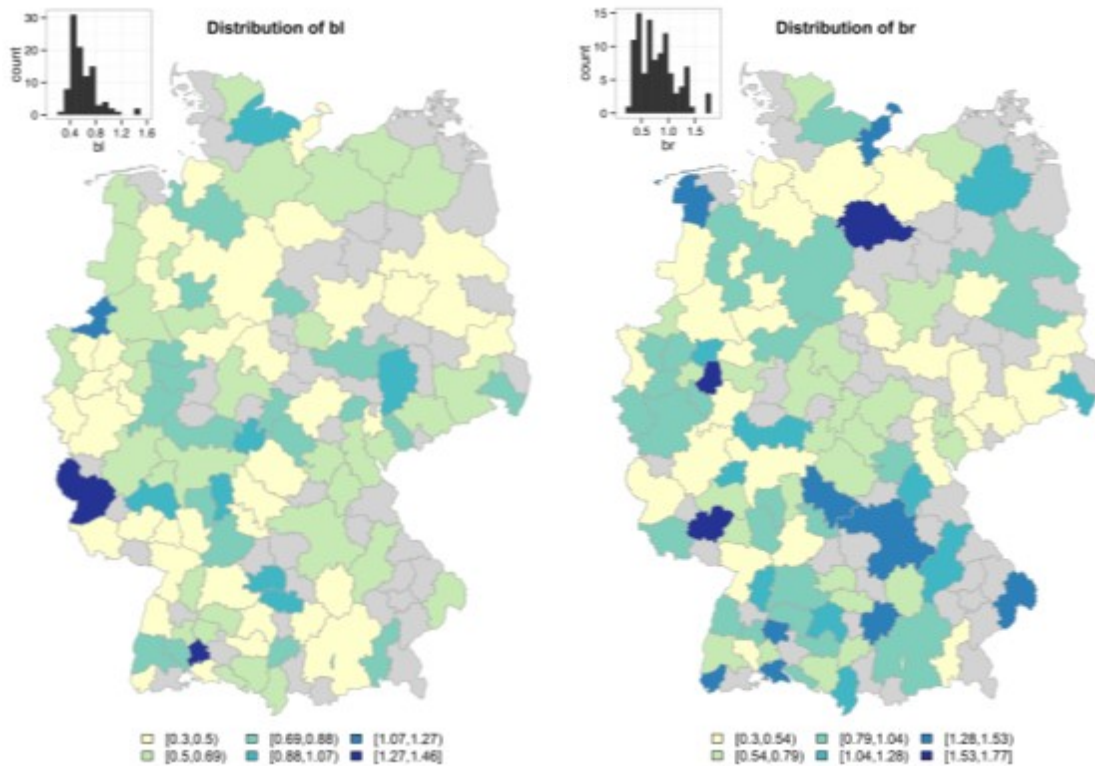 Distribution of bl
30
20
10
0
count
0.4 0.8 1.2 1.6
bl
Distribution of br
15
10
5
0
count
0.5 1.0 1.5
br
[0.3,0.5) [0.69,0.88) [1.07,1.27)
[0.5,0.69) [0.88,1.07) [1.27,1.46]
[0.3,0.54) [0.79,1.04) [1.28,1.53)
[0.54,0.79) [1.04,1.28) [1.53,1.77]